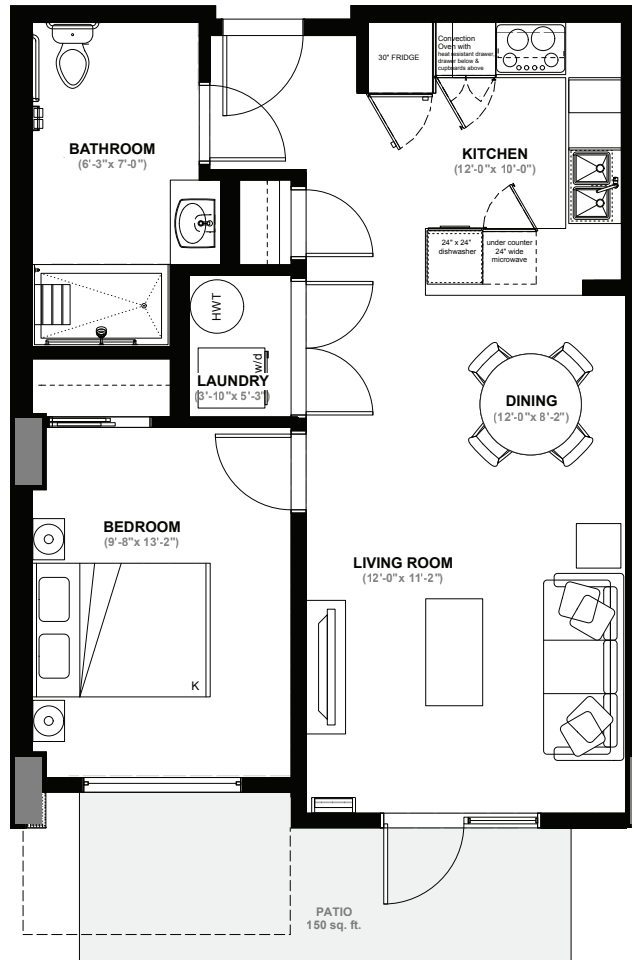 30" FRIDGE
Convection
Oven with
heat resistant drawer,
drawer below &
cupboards above
BATHROOM
(6'-3"x 7'-0")
KITCHEN
(12'-0"x 10'-0")
24" x 24"
dishwasher
under counter
24" wide
microwave
HWT
w/d
LAUNDRY
(3'-10"x 5'-3")
DINING
(12'-0"x 8'-2")
BEDROOM
(9'-8"x 13'-2")
LIVING ROOM
(12'-0"x 11'-2")
K
PATIO
150 sq. ft.